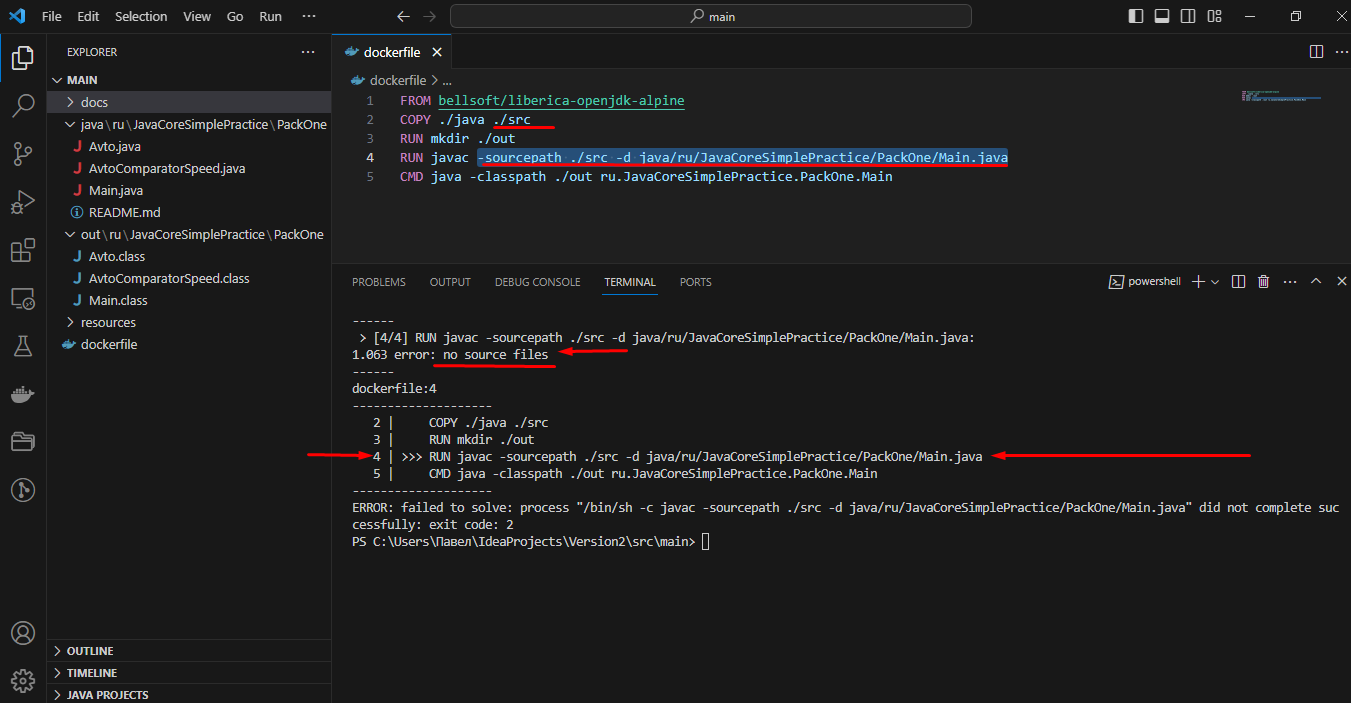 File Edit Selection View Go Run ···
main
EXPLORER ···
MAIN
docs
java\ru\JavaCoreSimplePractice\PackOne
J Avto.java
J AvtoComparatorSpeed.java
J Main.java
README.md
out\ru\JavaCoreSimplePractice\PackOne
J Avto.class
J AvtoComparatorSpeed.class
J Main.class
resources
dockerfile
OUTLINE
TIMELINE
JAVA PROJECTS
dockerfile
dockerfile > ...
1 FROM bellsoft/liberica-openjdk-alpine
2 COPY ./java ./src
3 RUN mkdir ./out
4 RUN javac -sourcepath ./src -d java/ru/JavaCoreSimplePractice/PackOne/Main.java
5 CMD java -classpath ./out ru.JavaCoreSimplePractice.PackOne.Main
PROBLEMS OUTPUT DEBUG CONSOLE TERMINAL PORTS
powershell
------
> [4/4] RUN javac -sourcepath ./src -d java/ru/JavaCoreSimplePractice/PackOne/Main.java:
1.063 error: no source files
------
dockerfile:4
--------------------
2 | COPY ./java ./src
3 | RUN mkdir ./out
4 | >>> RUN javac -sourcepath ./src -d java/ru/JavaCoreSimplePractice/PackOne/Main.java
5 | CMD java -classpath ./out ru.JavaCoreSimplePractice.PackOne.Main
--------------------
ERROR: failed to solve: process "/bin/sh -c javac -sourcepath ./src -d java/ru/JavaCoreSimplePractice/PackOne/Main.java" did not complete suc
cessfully: exit code: 2
PS C:\Users\Павел\IdeaProjects\Version2\src\main>